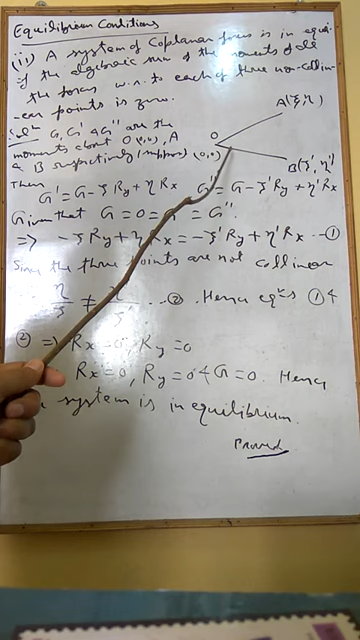 Equilibrium Conditions
(ii) A system of Coplanar forces is in equi-
if the algebraic sum of the moments of all
the forces w.r. to each of three non-collin-
-ear points is zero.
Solⁿ G, G' & G'' are the
moments about O (0,0), A
& B respectively (suppose) (0,0)
O
A(ξ, η)
B(ξ', η')
Then
G' = G - ξ Ry + η Rx G = G - ξ' Ry + η' Rx
Given that G = 0 = G' = G''.
=> - ξ Ry + η Rx = - ξ' Ry + η' Rx - ①
Since the three points are not collinear
η/ξ ≠ η'/ξ' - - ②. Hence eqⁿs ① &
② => Rx = 0 Ry = 0
Rx = 0, Ry = 0 & G = 0. Hence
system is in equilibrium.
Proved